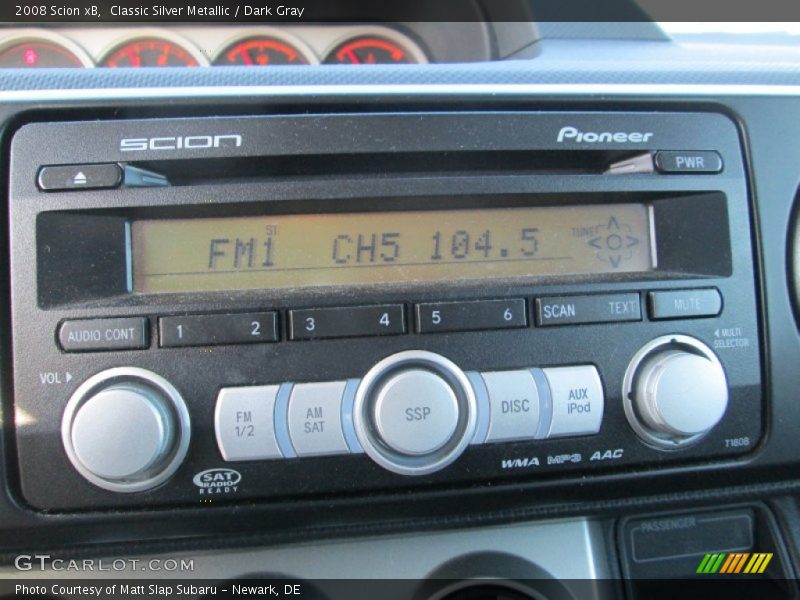 2008 Scion xB, Classic Silver Metallic / Dark Gray
SCION
Pioneer
PWR
ST
FM1 CH5 104.5
TUNE
AUDIO CONT
1 2
3 4
5 6
SCAN TEXT
MUTE
VOL
MULTI
SELECTOR
FM
1/2
AM
SAT
SSP
DISC
AUX
iPod
SAT
RADIO
READY
WMA MP3 AAC
T1808
PASSENGER
GTCARLOT.COM
Photo Courtesy of Matt Slap Subaru - Newark, DE